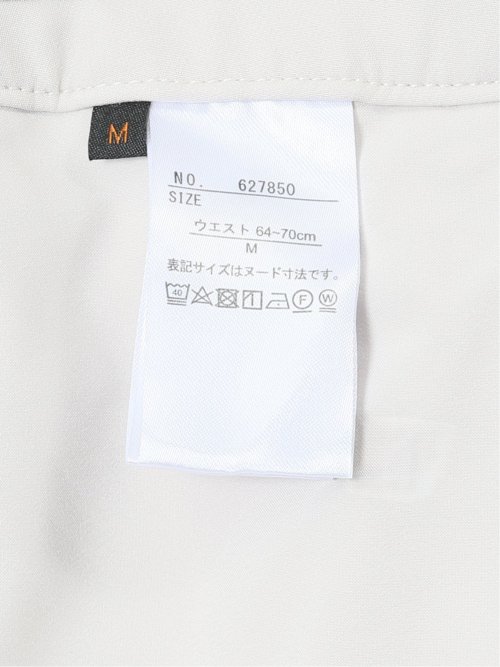 M
NO. 627850
SIZE
ウエスト 64~70cm
M
表記サイズはヌード寸法です。
40 F W